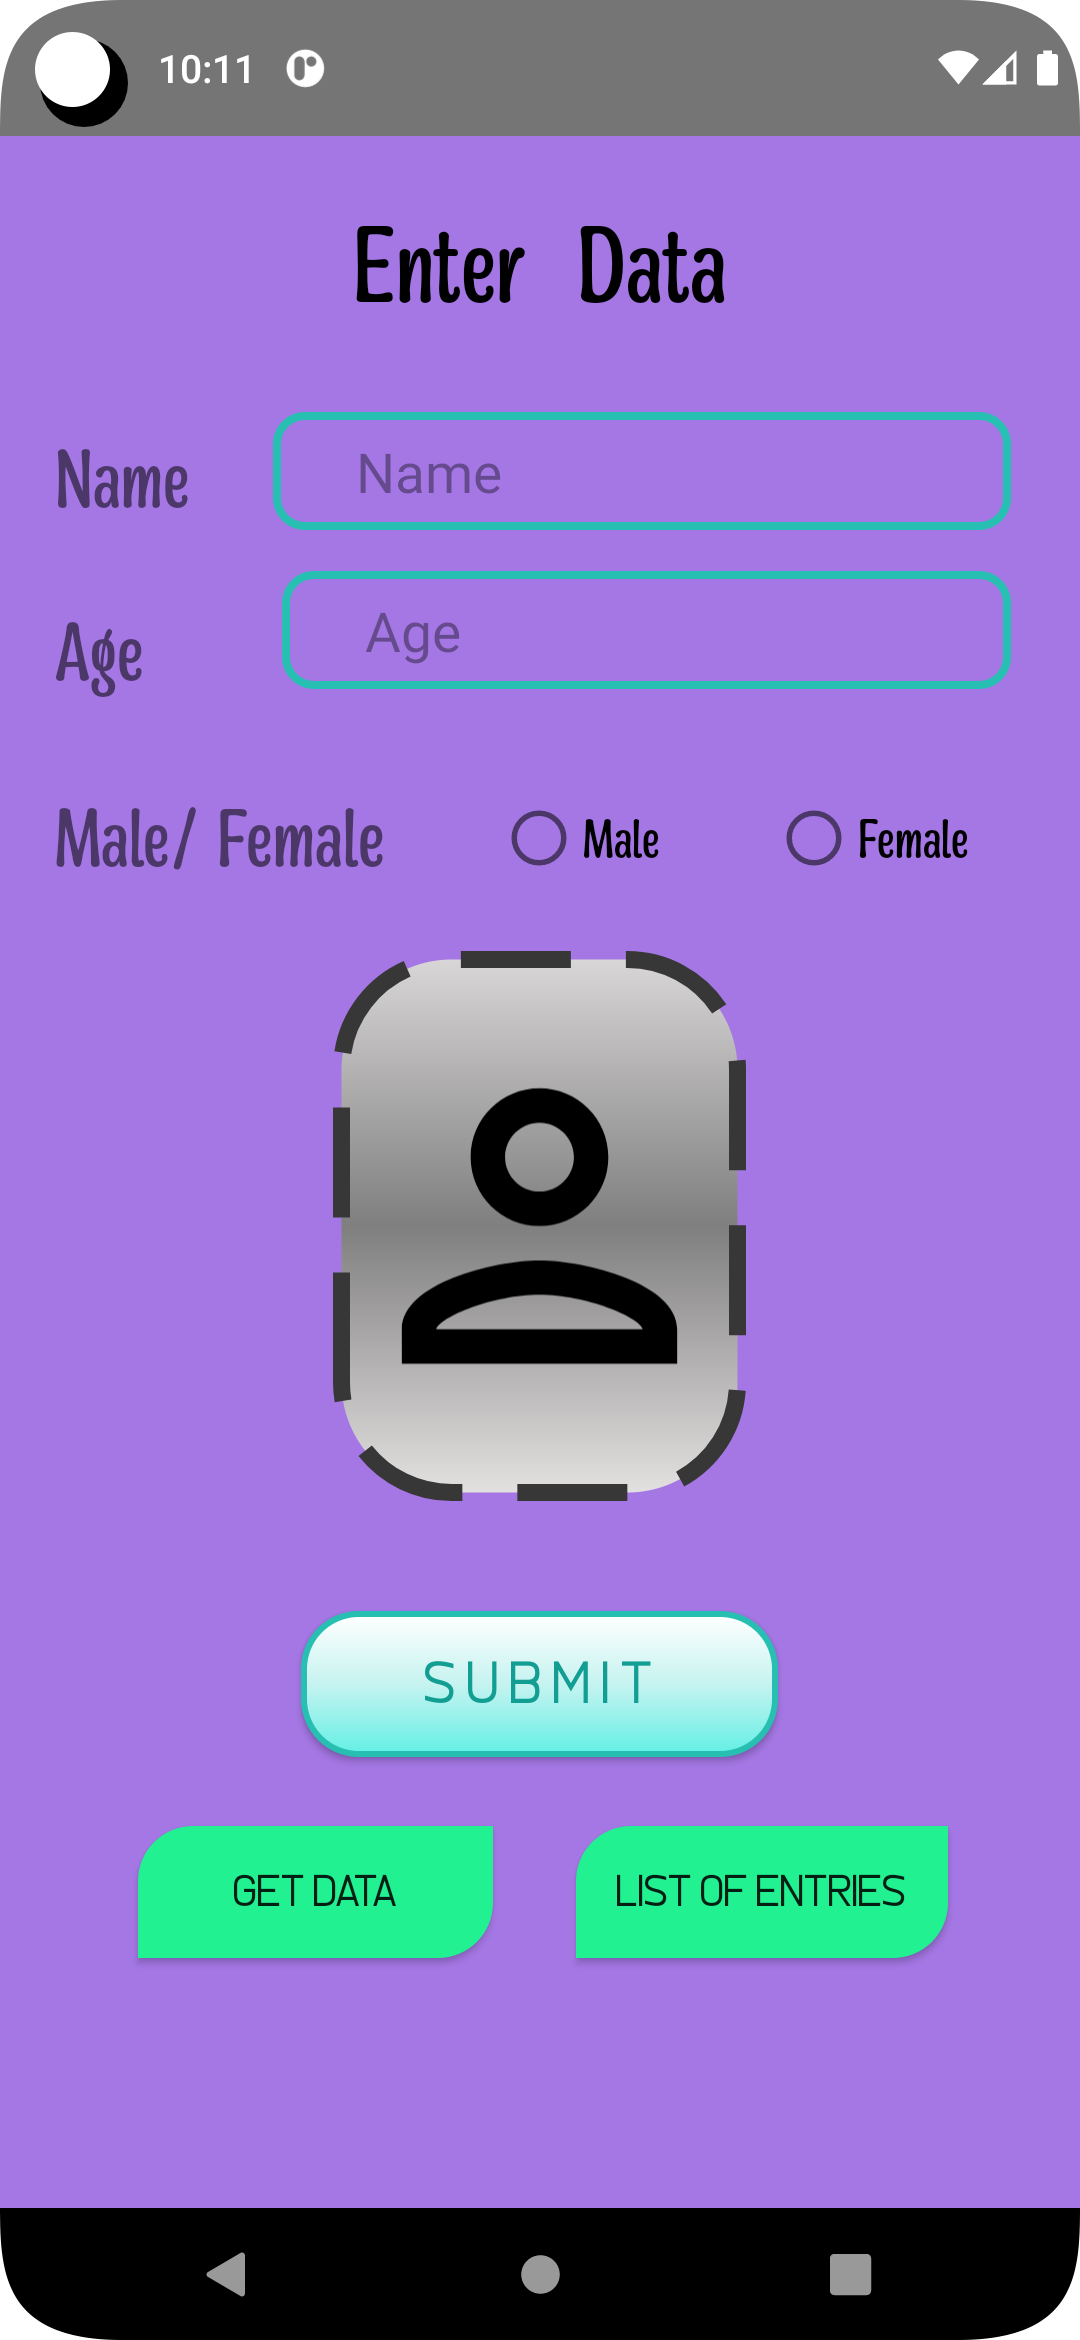 10:11
Enter Data
Name Name
Age Age
Male/ Female Male Female
SUBMIT
GET DATA LIST OF ENTRIES